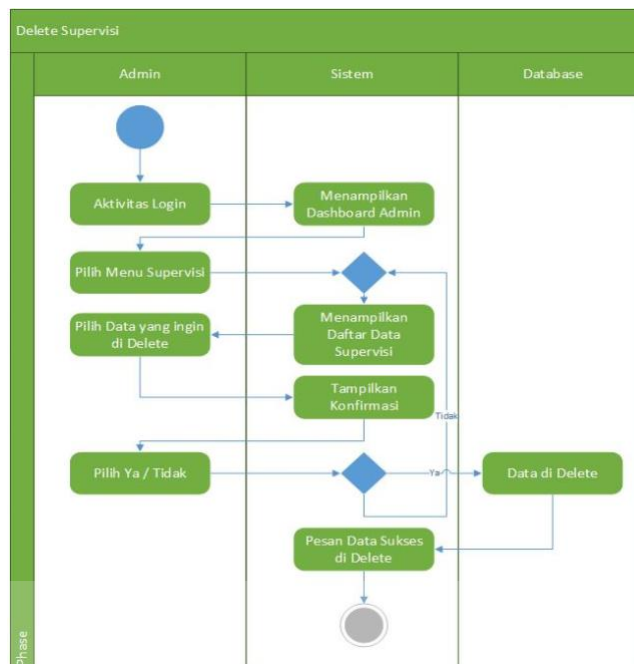 Delete Supervisi
Admin
Sistem
Database
Aktivitas Login
Menampilkan
Dashboard Admin
Pilih Menu Supervisi
Pilih Data yang ingin
di Delete
Menampilkan
Daftar Data
Supervisi
Tampilkan
Konfirmasi
Tidak
Pilih Ya / Tidak
Ya
Data di Delete
Pesan Data Sukses
di Delete
Phase